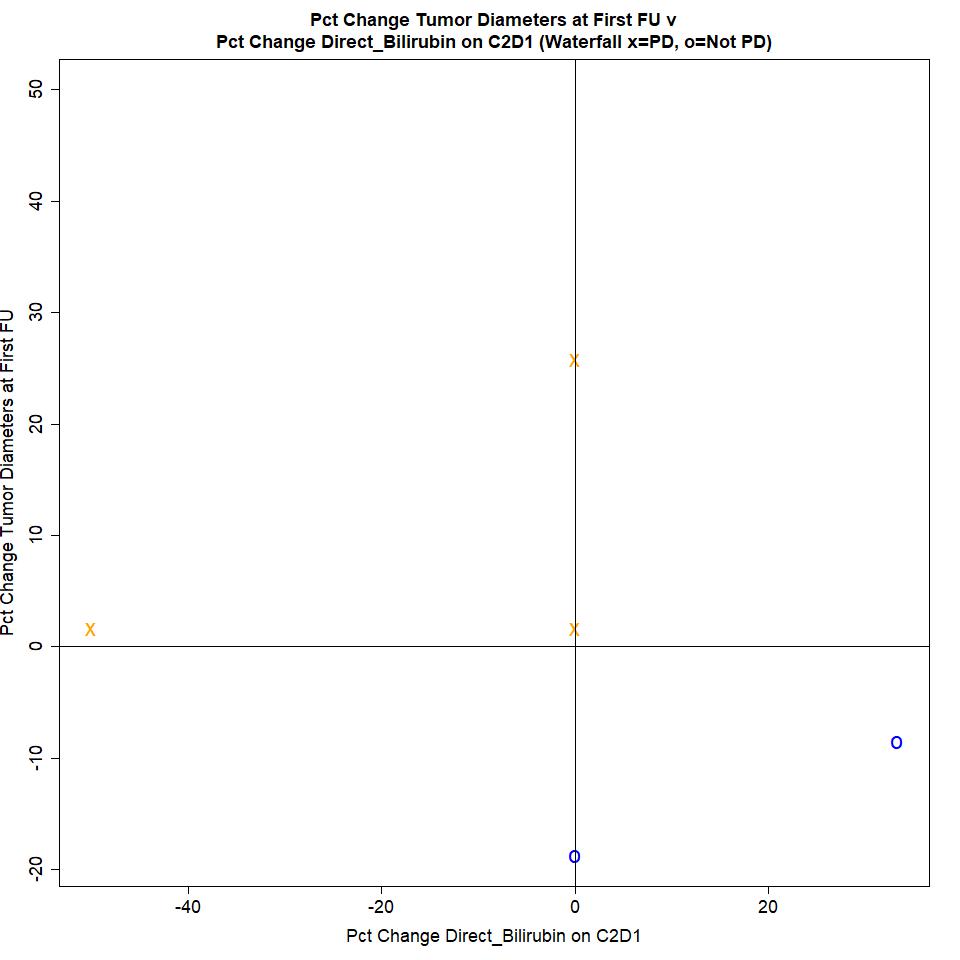 Pct Change Tumor Diameters at First FU v
Pct Change Direct_Bilirubin on C2D1 (Waterfall x=PD, o=Not PD)
Pct Change Tumor Diameters at First FU
50
40
30
20
10
0
-10
-20
X
X
X
O
O
-40
-20
0
20
Pct Change Direct_Bilirubin on C2D1